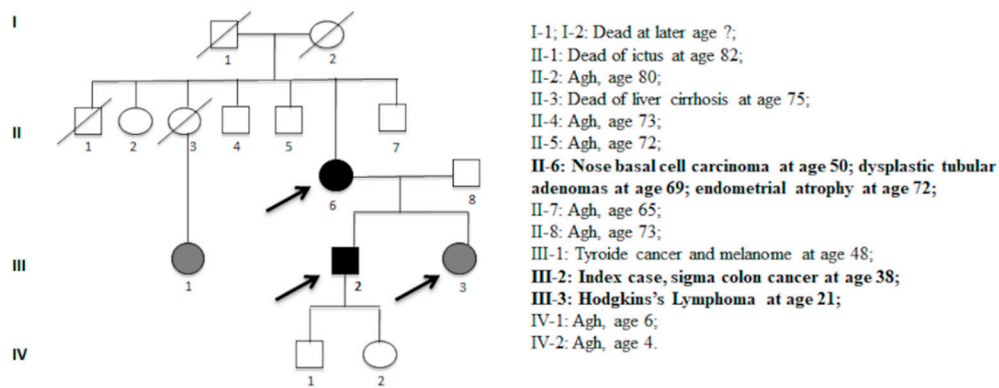 I
1
2
II
1
2
3
4
5
7
6
8
III
1
2
3
IV
1
2
I-1; I-2: Dead at later age ?;
II-1: Dead of ictus at age 82;
II-2: Agh, age 80;
II-3: Dead of liver cirrhosis at age 75;
II-4: Agh, age 73;
II-5: Agh, age 72;
II-6: Nose basal cell carcinoma at age 50; dysplastic tubular
adenomas at age 69; endometrial atrophy at age 72;
II-7: Agh, age 65;
II-8: Agh, age 73;
III-1: Tyroide cancer and melanome at age 48;
III-2: Index case, sigma colon cancer at age 38;
III-3: Hodgkins's Lymphoma at age 21;
IV-1: Agh, age 6;
IV-2: Agh, age 4.